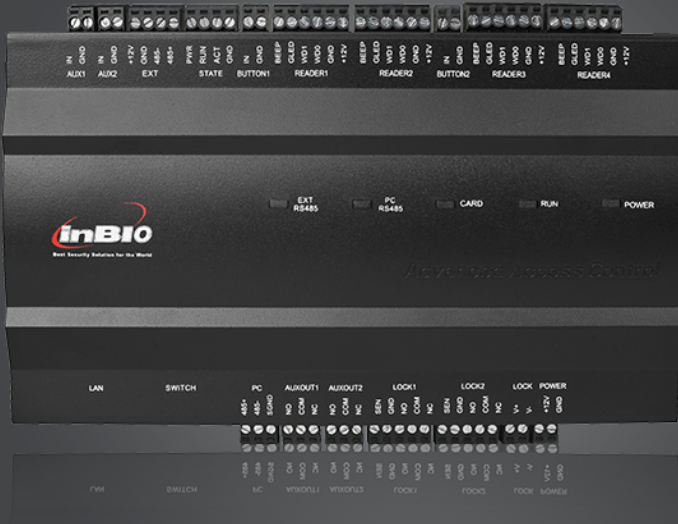 IN GND IN GND +12V GND 485- 485+ PWR RUN ACT GND IN GND BEEP GLED WD1 WD0 GND +12V BEEP GLED WD1 WD0 GND +12V IN GND BEEP GLED WD1 WD0 GND +12V BEEP GLED WD1 WD0 GND +12V
AUX1 AUX2 EXT STATE BUTTON1 READER1 READER2 BUTTON2 READER3 READER4
EXT RS485
PC RS485
CARD
RUN
POWER
inBIO
Best Security Solution for the World
Advanced Access Control
LAN SWITCH PC AUXOUT1 AUXOUT2 LOCK1 LOCK2 LOCK POWER
485+ 485- SGND NO COM NC NO COM NC SEN GND NO COM NC SEN GND NO COM NC V+ V- +12V GND